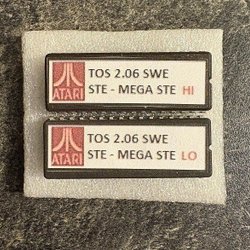 TOS 2.06 SWE
STE - MEGA STE HI
ATARI
TOS 2.06 SWE
STE - MEGA STE LO
ATARI